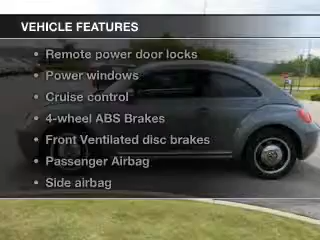 VEHICLE FEATURES
• Remote power door locks
• Power windows
• Cruise control
• 4-wheel ABS Brakes
• Front Ventilated disc brakes
• Passenger Airbag
• Side airbag